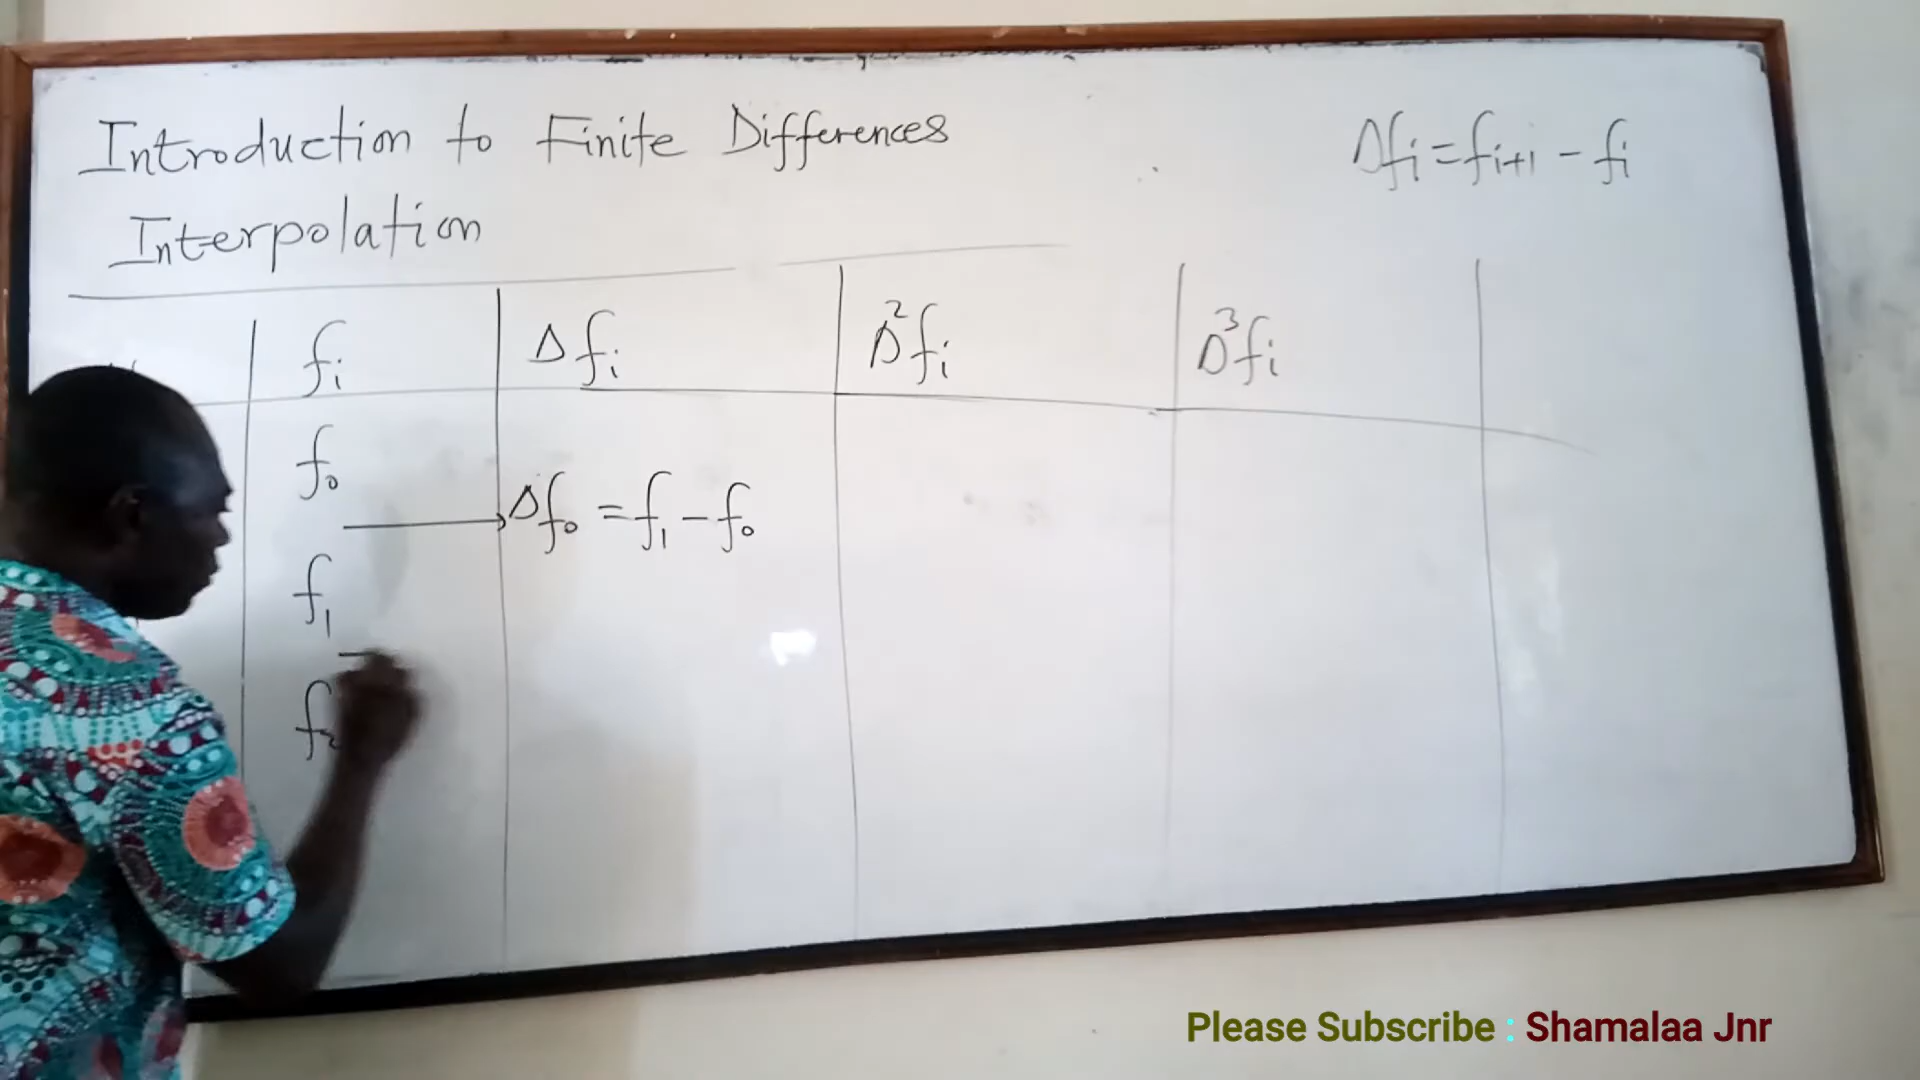 Introduction to Finite Differences
Interpolation
Δfi = fi+i - fi
fi Δfi Δ²fi Δ³fi
f₀
Δf₀ = f₁ - f₀
f₁
f₂
Please Subscribe : Shamalaa Jnr